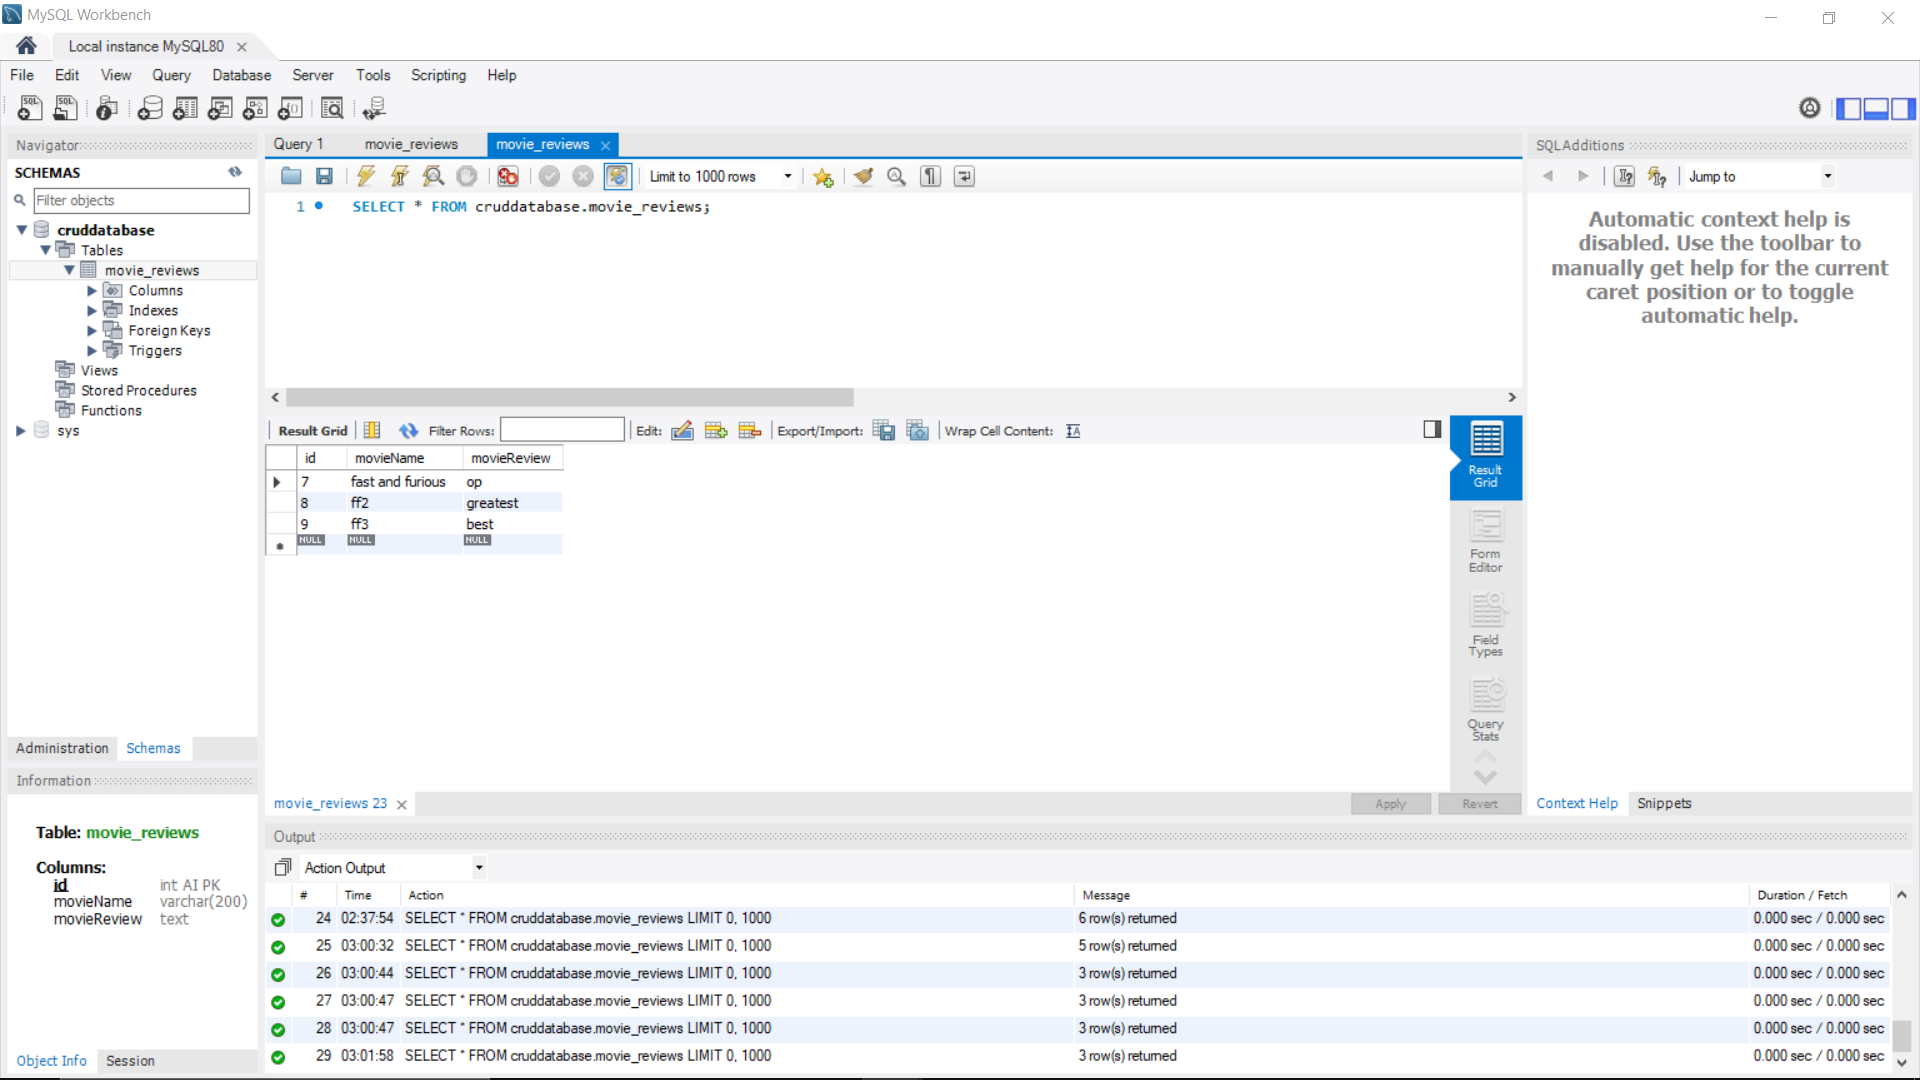 MySQL Workbench
Local instance MySQL80
File Edit View Query Database Server Tools Scripting Help
Navigator
SCHEMAS
Filter objects
cruddatabase
Tables
movie_reviews
Columns
Indexes
Foreign Keys
Triggers
Views
Stored Procedures
Functions
sys
Administration Schemas
Information
Table: movie_reviews
Columns:
id int AI PK
movieName varchar(200)
movieReview text
Object Info Session
Query 1 movie_reviews movie_reviews
Limit to 1000 rows
1 SELECT * FROM cruddatabase.movie_reviews;
Result Grid Filter Rows: Edit: Export/Import: Wrap Cell Content:
id movieName movieReview
7 fast and furious op
8 ff2 greatest
9 ff3 best
NULL NULL NULL
Result
Grid
Form
Editor
Field
Types
Query
Stats
movie_reviews 23
Apply Revert
SQLAdditions
Jump to
Automatic context help is
disabled. Use the toolbar to
manually get help for the current
caret position or to toggle
automatic help.
Context Help Snippets
Output
Action Output
# Time Action Message Duration / Fetch
24 02:37:54 SELECT * FROM cruddatabase.movie_reviews LIMIT 0, 1000 6 row(s) returned 0.000 sec / 0.000 sec
25 03:00:32 SELECT * FROM cruddatabase.movie_reviews LIMIT 0, 1000 5 row(s) returned 0.000 sec / 0.000 sec
26 03:00:44 SELECT * FROM cruddatabase.movie_reviews LIMIT 0, 1000 3 row(s) returned 0.000 sec / 0.000 sec
27 03:00:47 SELECT * FROM cruddatabase.movie_reviews LIMIT 0, 1000 3 row(s) returned 0.000 sec / 0.000 sec
28 03:00:47 SELECT * FROM cruddatabase.movie_reviews LIMIT 0, 1000 3 row(s) returned 0.000 sec / 0.000 sec
29 03:01:58 SELECT * FROM cruddatabase.movie_reviews LIMIT 0, 1000 3 row(s) returned 0.000 sec / 0.000 sec